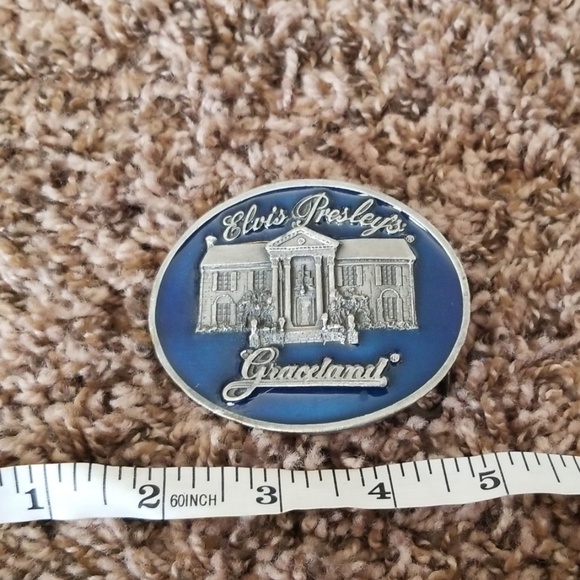 Elvis Presley's®
"Graceland"®
1 2 60INCH 3 4 5